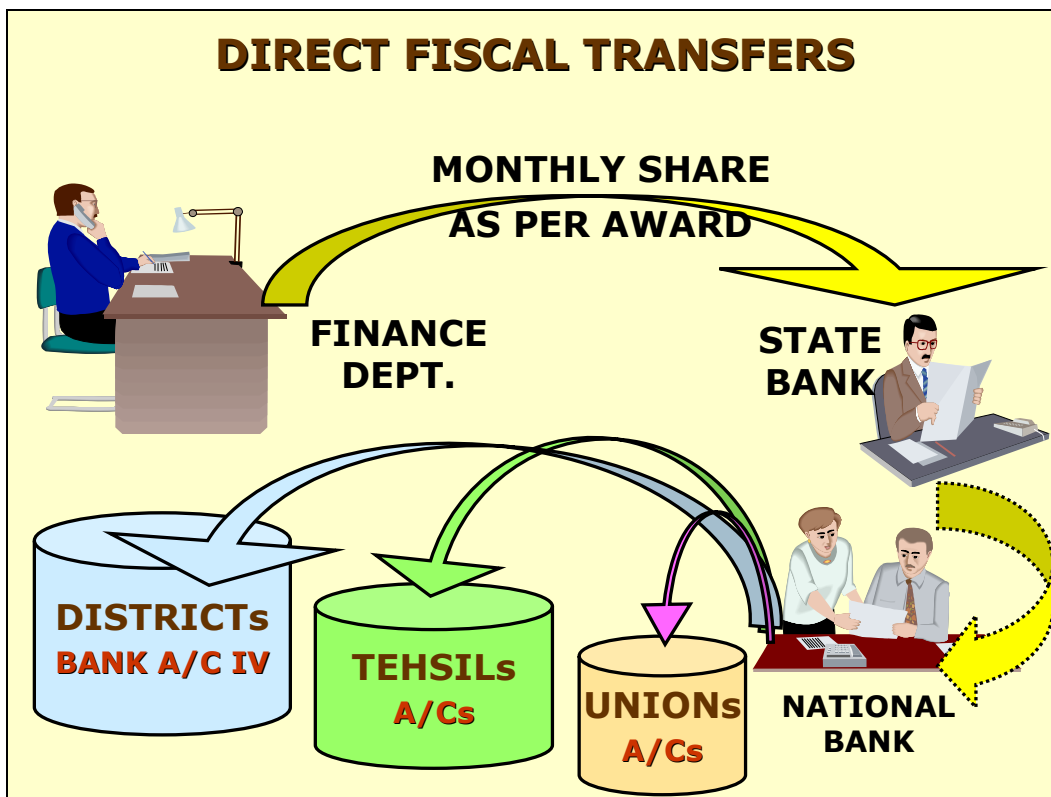 DIRECT FISCAL TRANSFERS
MONTHLY SHARE
AS PER AWARD
FINANCE
DEPT.
STATE
BANK
DISTRICTs
BANK A/C IV
TEHSILs
A/Cs
UNIONs
A/Cs
NATIONAL
BANK